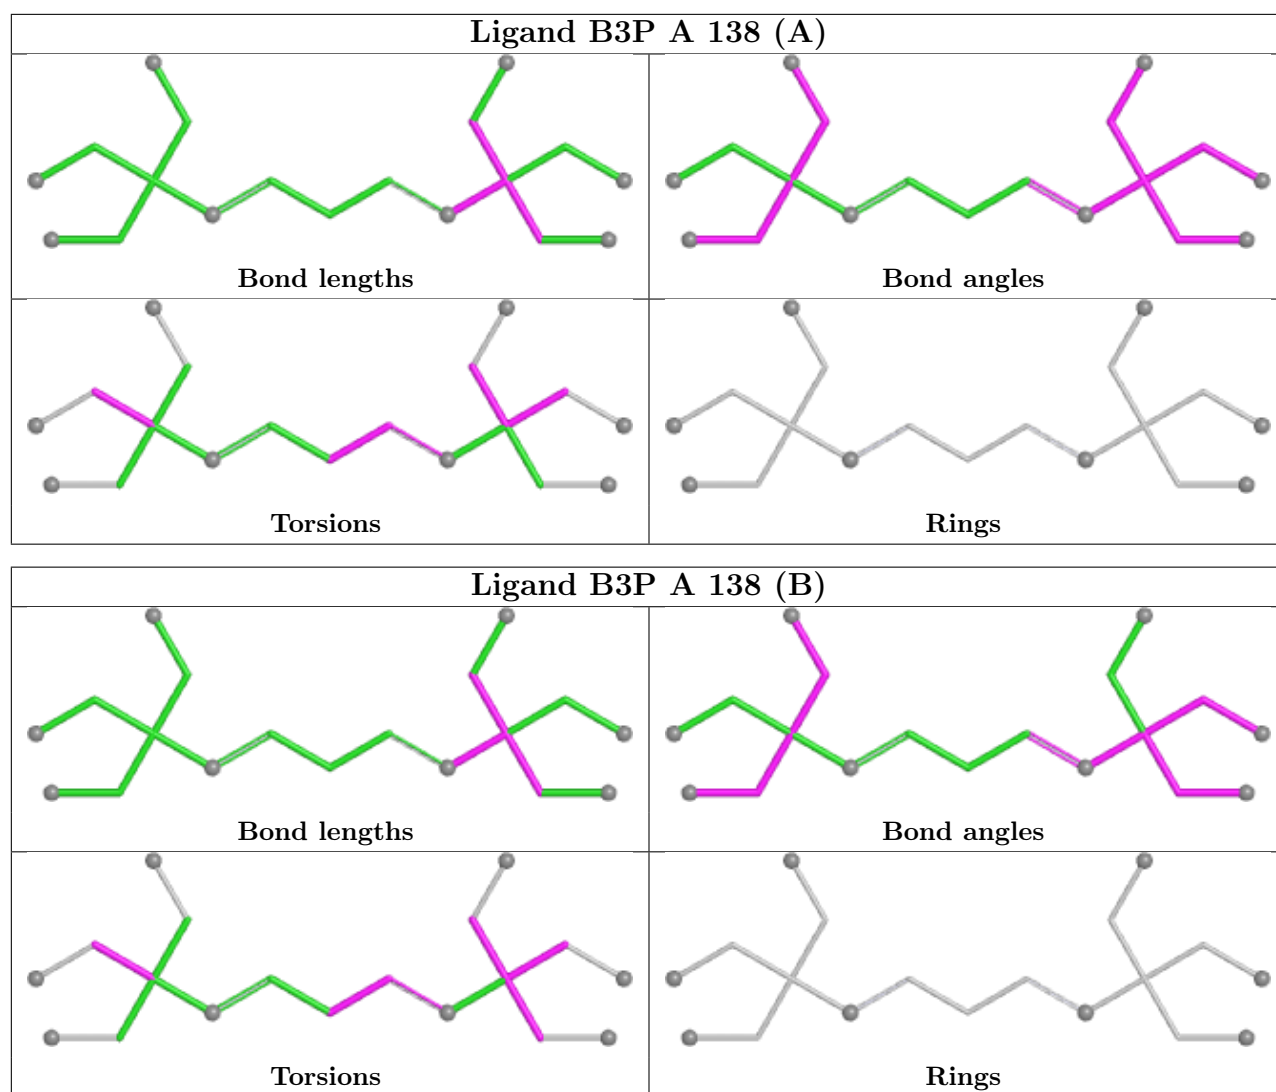 Ligand B3P A 138 (A)
Bond lengths
Bond angles
Torsions
Rings
Ligand B3P A 138 (B)
Bond lengths
Bond angles
Torsions
Rings